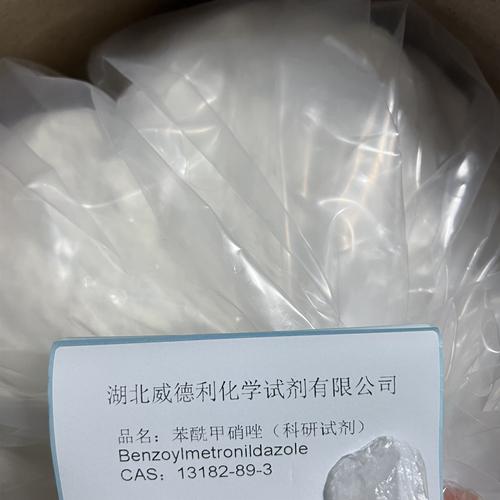 湖北威德利化学试剂有限公司
品名：苯酰甲硝唑（科研试剂）
Benzoylmetronildazole
CAS：13182-89-3